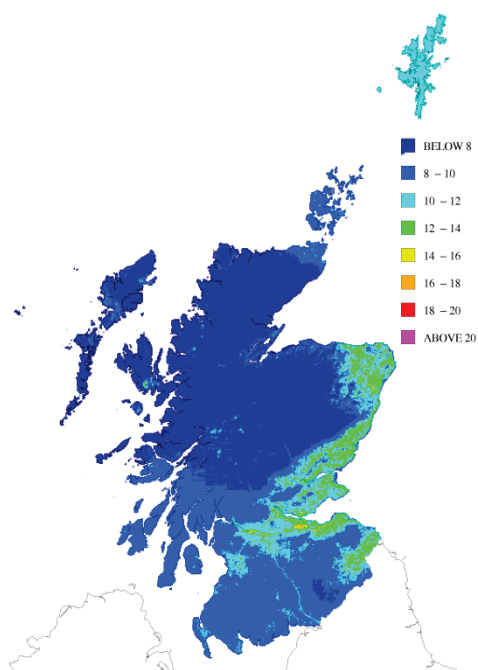 BELOW 8
8 – 10
10 – 12
12 – 14
14 – 16
16 – 18
18 – 20
ABOVE 20